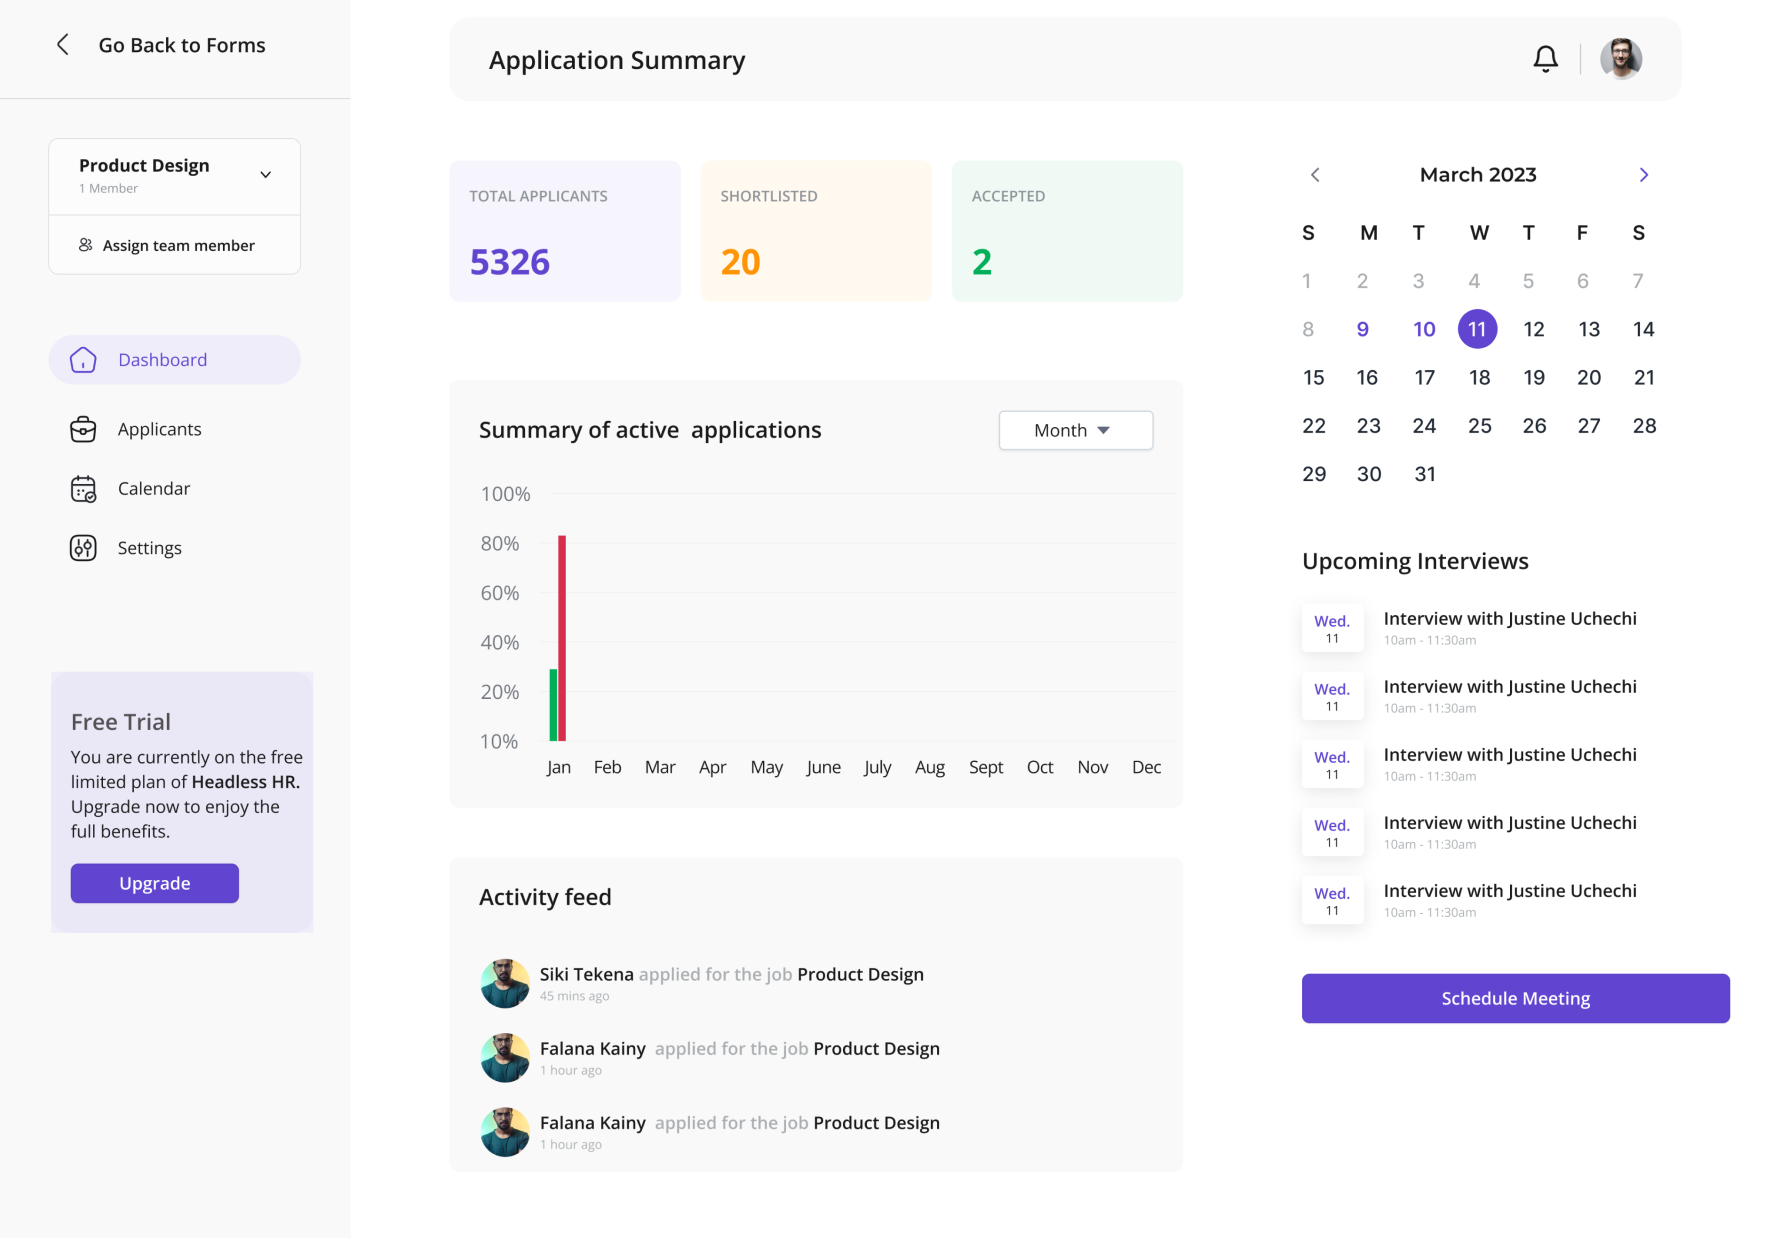 Go Back to Forms
Product Design
1 Member
Assign team member
Dashboard
Applicants
Calendar
Settings
Free Trial
You are currently on the free
limited plan of Headless HR.
Upgrade now to enjoy the
full benefits.
Upgrade
Application Summary
TOTAL APPLICANTS
5326
SHORTLISTED
20
ACCEPTED
2
Summary of active applications
Month
100%
80%
60%
40%
20%
10%
Jan Feb Mar Apr May June July Aug Sept Oct Nov Dec
Activity feed
Siki Tekena applied for the job Product Design
45 mins ago
Falana Kainy applied for the job Product Design
1 hour ago
Falana Kainy applied for the job Product Design
1 hour ago
March 2023
S M T W T F S
1 2 3 4 5 6 7
8 9 10 11 12 13 14
15 16 17 18 19 20 21
22 23 24 25 26 27 28
29 30 31
Upcoming Interviews
Wed.
11
Interview with Justine Uchechi
10am - 11:30am
Wed.
11
Interview with Justine Uchechi
10am - 11:30am
Wed.
11
Interview with Justine Uchechi
10am - 11:30am
Wed.
11
Interview with Justine Uchechi
10am - 11:30am
Wed.
11
Interview with Justine Uchechi
10am - 11:30am
Schedule Meeting